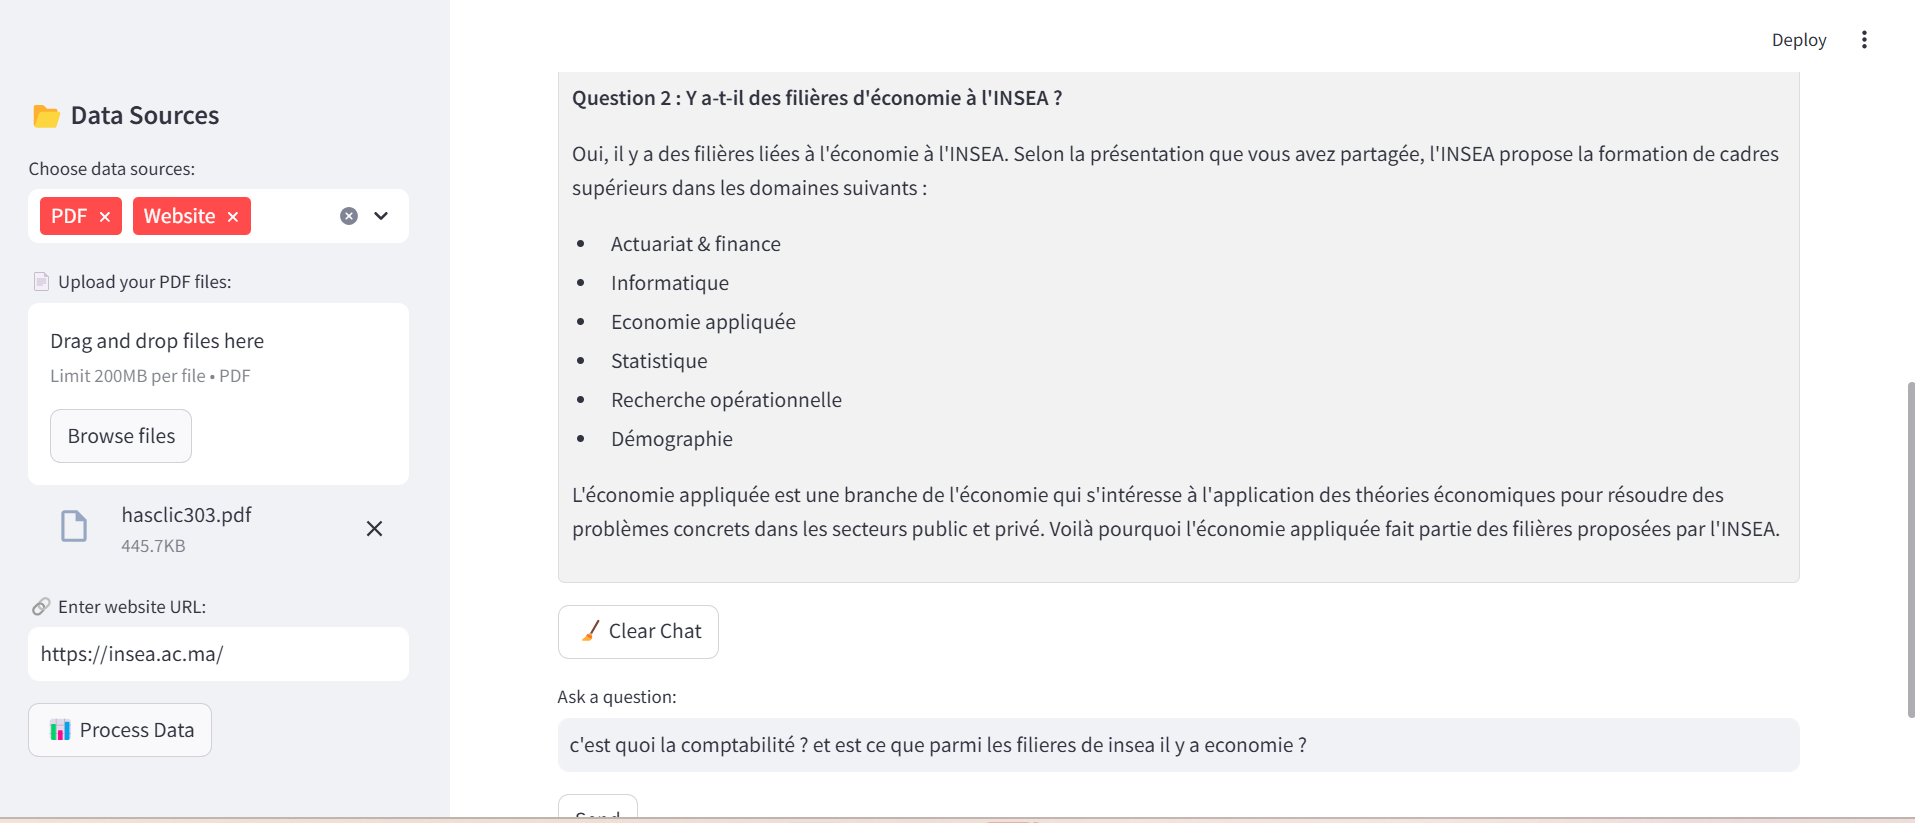 Deploy
Data Sources
Choose data sources:
PDF
Website
Upload your PDF files:
Drag and drop files here
Limit 200MB per file • PDF
Browse files
hasclic303.pdf
445.7KB
Enter website URL:
https://insea.ac.ma/
Process Data
Question 2 : Y a-t-il des filières d'économie à l'INSEA ?
Oui, il y a des filières liées à l'économie à l'INSEA. Selon la présentation que vous avez partagée, l'INSEA propose la formation de cadres
supérieurs dans les domaines suivants :
• Actuariat & finance
• Informatique
• Economie appliquée
• Statistique
• Recherche opérationnelle
• Démographie
L'économie appliquée est une branche de l'économie qui s'intéresse à l'application des théories économiques pour résoudre des
problèmes concrets dans les secteurs public et privé. Voilà pourquoi l'économie appliquée fait partie des filières proposées par l'INSEA.
Clear Chat
Ask a question:
c'est quoi la comptabilité ? et est ce que parmi les filieres de insea il y a economie ?
Send